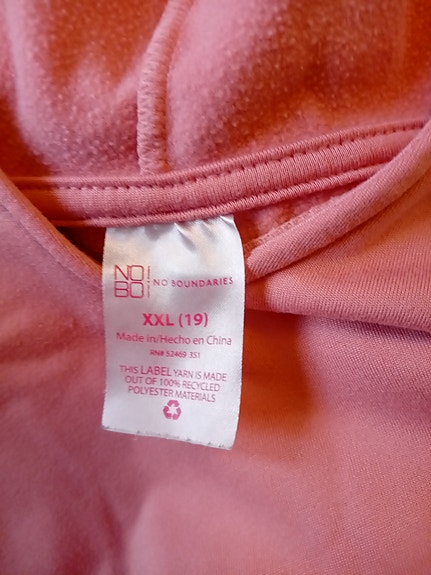 NO
BO
NO BOUNDARIES
XXL (19)
Made in/Hecho en China
RN# 52469 351
THIS LABEL YARN IS MADE
OUT OF 100% RECYCLED
POLYESTER MATERIALS